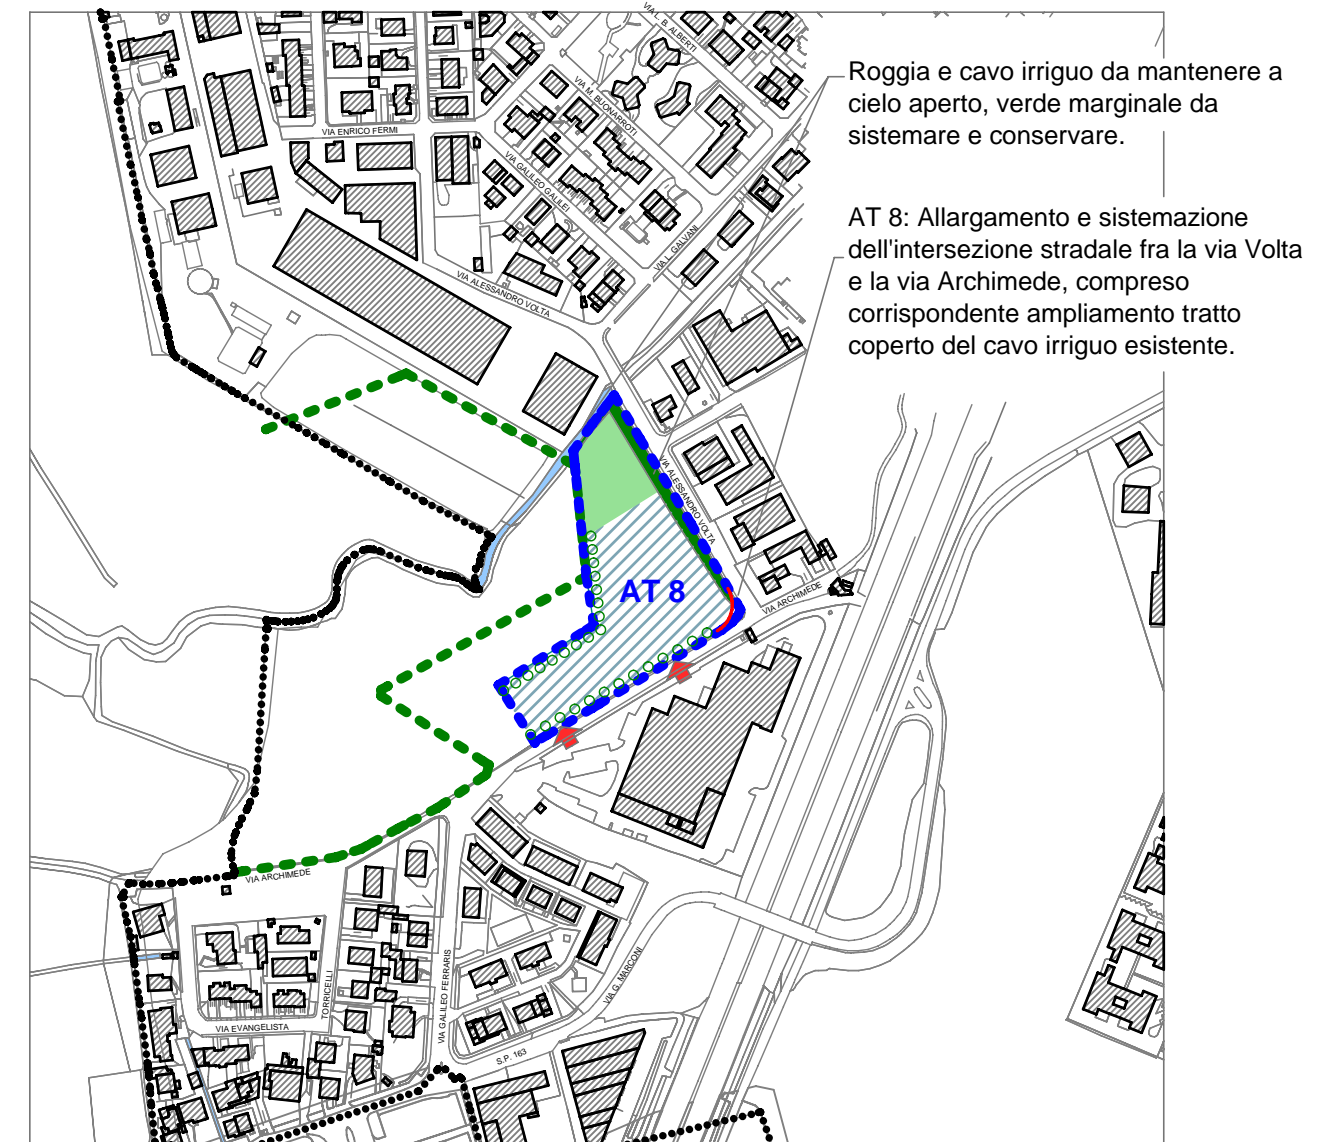 VIA L. B. ALBERTI
Roggia e cavo irriguo da mantenere a
cielo aperto, verde marginale da
sistemare e conservare.
VIA M. BUONARROTI
VIA ENRICO FERMI
VIA GALILEO GALILEI
AT 8: Allargamento e sistemazione
dell'intersezione stradale fra la via Volta
e la via Archimede, compreso
corrispondente ampliamento tratto
coperto del cavo irriguo esistente.
VIA L. GALVANI
VIA ALESSANDRO VOLTA
VIA ALESSANDRO VOLTA
AT 8
VIA ARCHIMEDE
VIA ARCHIMEDE
VIA GALILEO FERRARIS
VIA G. MARCONI
TORRICELLI
VIA EVANGELISTA
S.P. 163